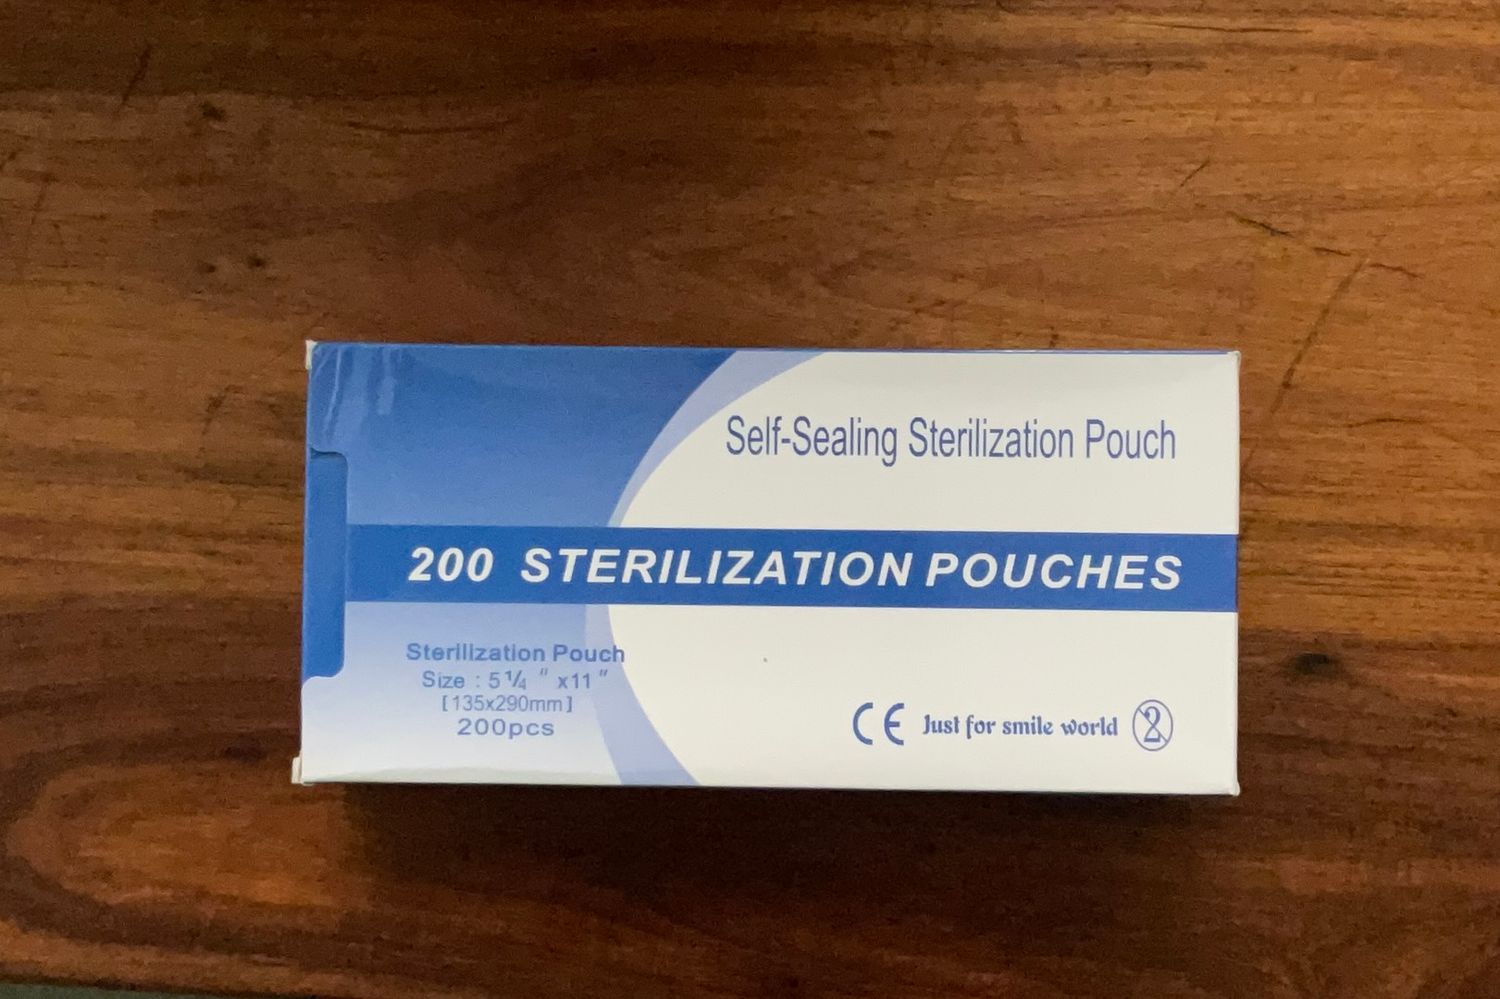 Self-Sealing Sterilization Pouch
200 STERILIZATION POUCHES
Sterilization Pouch
Size : 5 1/4 " x11 "
[135x290mm]
200pcs
CE Just for smile world 2